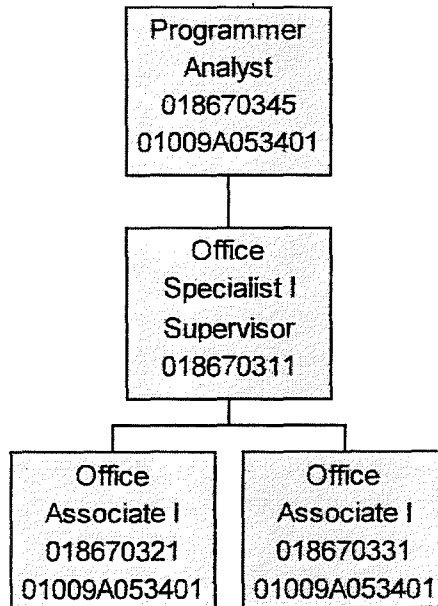 Programmer
Analyst
018670345
01009A053401
Office
Specialist I
Supervisor
018670311
Office
Associate I
018670321
01009A053401
Office
Associate I
018670331
01009A053401